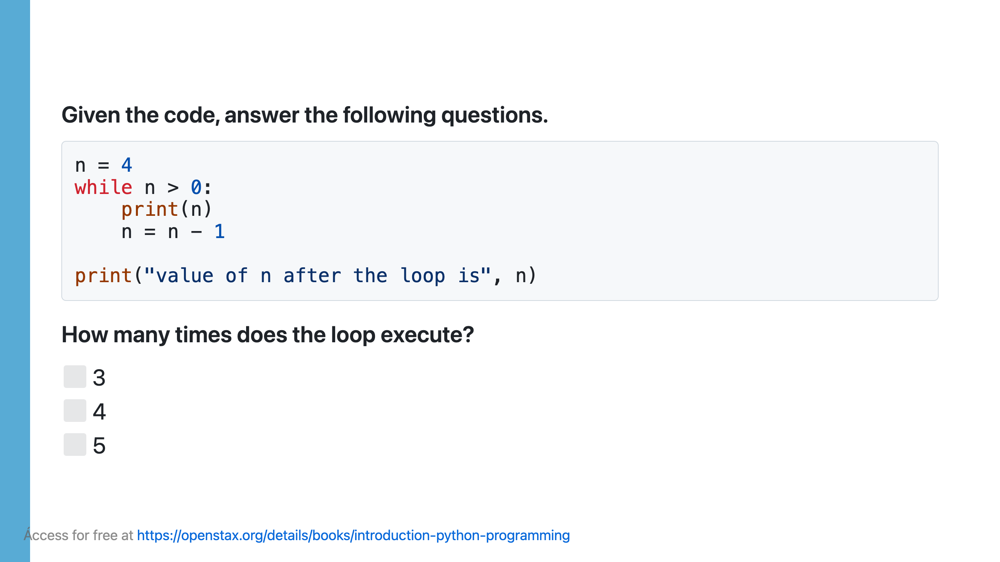 Given the code, answer the following questions.
n = 4
while n > 0:
    print(n)
    n = n - 1

print("value of n after the loop is", n)
How many times does the loop execute?
3
4
5
Áccess for free at https://openstax.org/details/books/introduction-python-programming